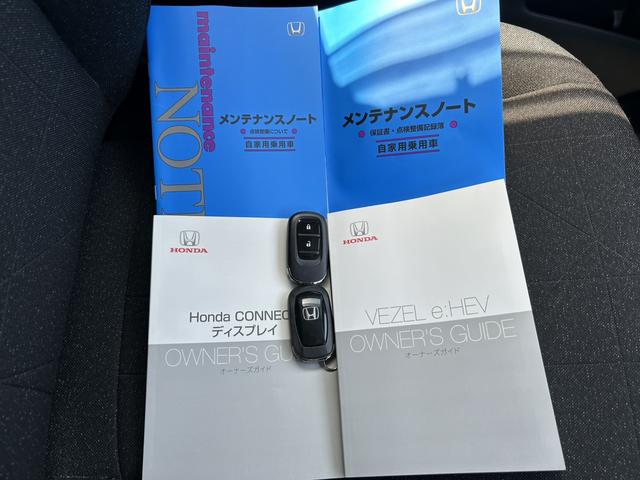 maintenance
NOT
メンテナンスノート
点検整備について
自家用乗用車
メンテナンスノート
保証書・点検整備記録簿
自家用乗用車
HONDA
Honda CONNEC
ディスプレイ
OWNER'S GU
オーナーズガイド
HONDA
VEZEL e:HEV
OWNER'S GUIDE
オーナーズガイド